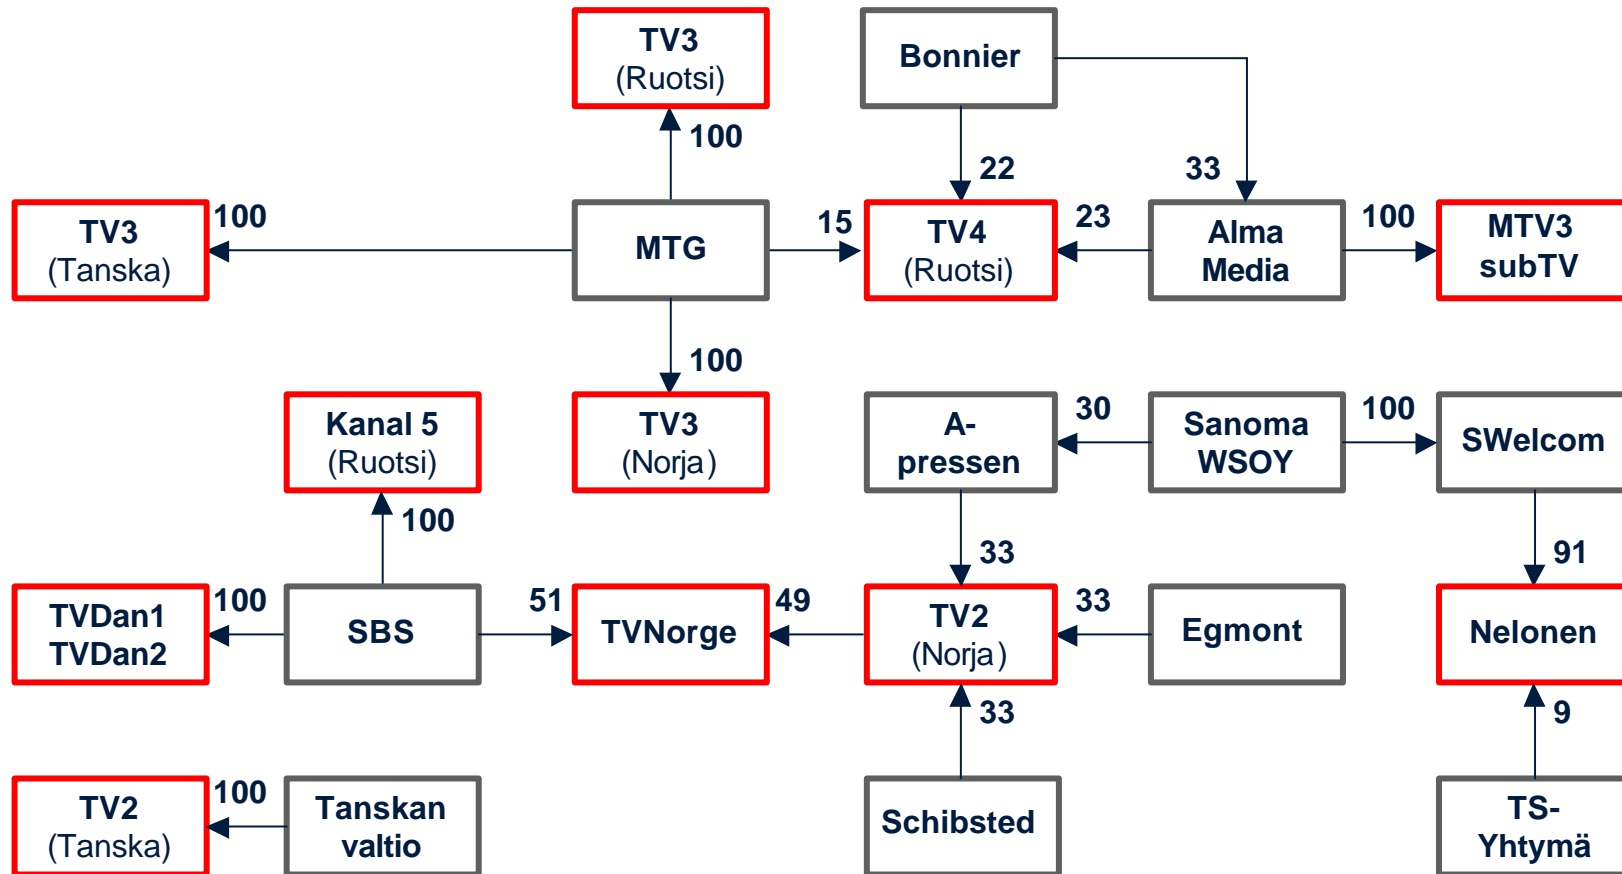 TV3
(Ruotsi)
Bonnier
100
22
33
TV3
(Tanska)
100
MTG
15
TV4
(Ruotsi)
23
Alma
Media
100
MTV3
subTV
100
Kanal 5
(Ruotsi)
TV3
(Norja)
A-
pressen
30
Sanoma
WSOY
100
SWelcom
100
33
91
TVDan1
TVDan2
100
SBS
51
TVNorge
49
TV2
(Norja)
33
Egmont
Nelonen
33
9
TV2
(Tanska)
100
Tanskan
valtio
Schibsted
TS-
Yhtymä